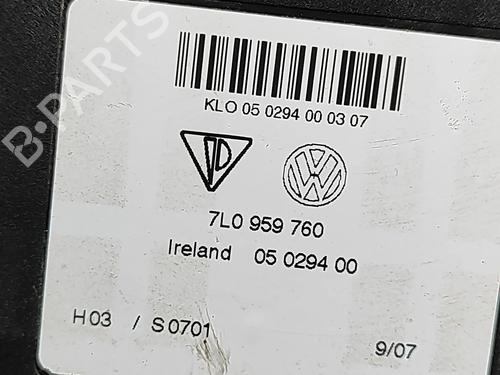 B-PARTS
KLO 05 0294 00 03 07
7L0 959 760
Ireland 05 0294 00
H03 / S0701
9/07